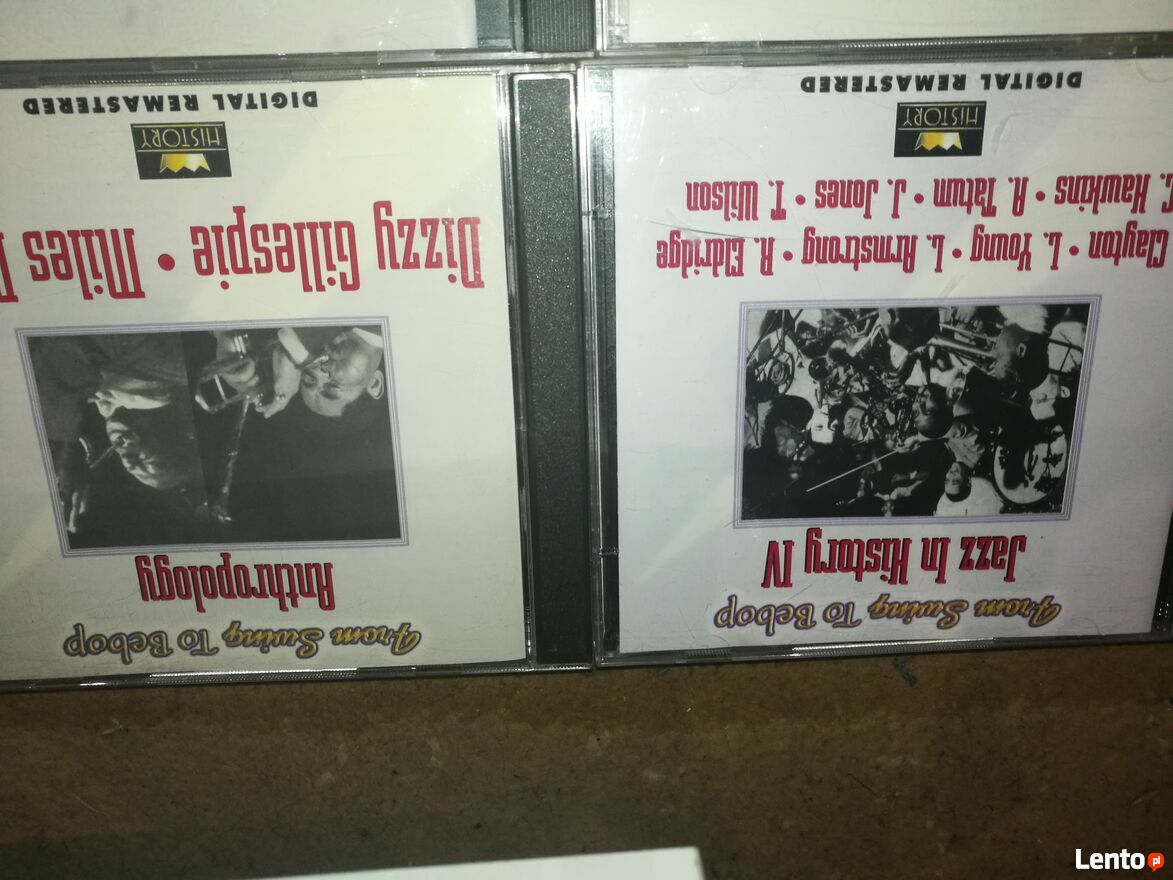 From Swing To Bebop
Jazz In History IV
Clayton • L. Young • L. Armstrong • R. Eldridge
C. Hawkins • A. Tatum • J. Jones • T. Wilson
HISTORY
DIGITAL REMASTERED
From Swing To Bebop
Anthropology
Dizzy Gillespie • Miles
HISTORY
DIGITAL REMASTERED
Lento pl